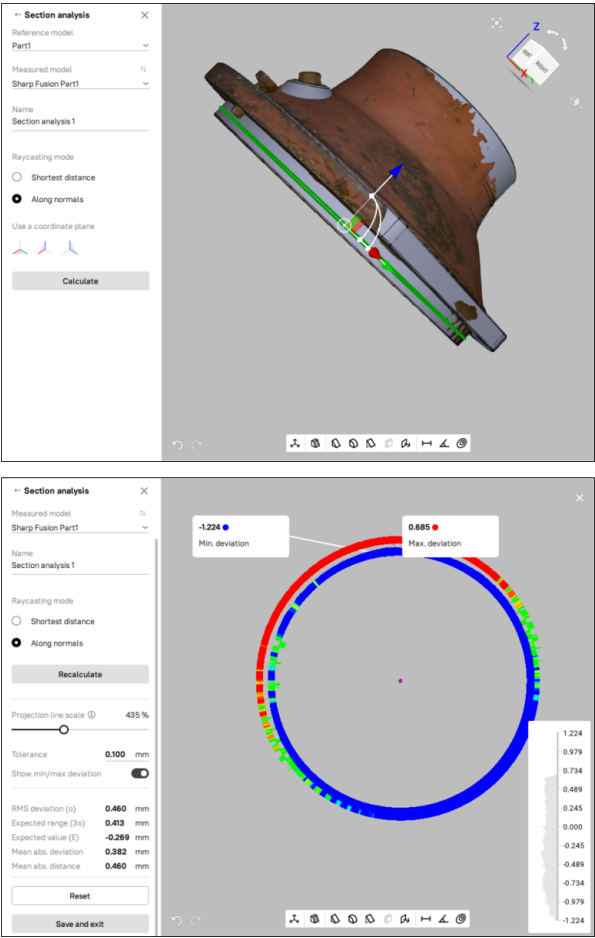 ← Section analysis
Reference model
Part1
Measured model
Sharp Fusion Part1
Name
Section analysis 1
Raycasting mode
Shortest distance
Along normals
Use a coordinate plane
Calculate
Z
FRONT
RIGHT
X
← Section analysis
Measured model
Sharp Fusion Part1
Name
Section analysis 1
Raycasting mode
Shortest distance
Along normals
Recalculate
Projection line scale 435 %
Tolerance 0.100 mm
Show min/max deviation
RMS deviation (σ) 0.460 mm
Expected range (3σ) 0.413 mm
Expected value (E) -0.269 mm
Mean abs. deviation 0.382 mm
Mean abs. distance 0.460 mm
Reset
Save and exit
-1.224
Min. deviation
0.685
Max. deviation
1.224
0.979
0.734
0.489
0.245
0.000
-0.245
-0.489
-0.734
-0.979
-1.224